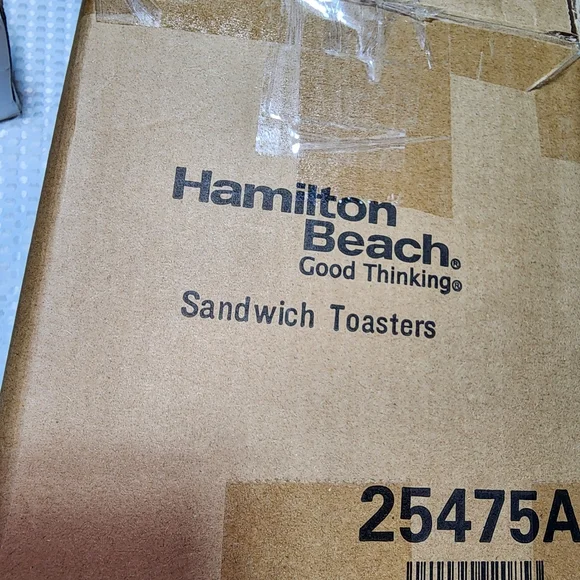 Hamilton
Beach®
Good Thinking®
Sandwich Toasters
25475A